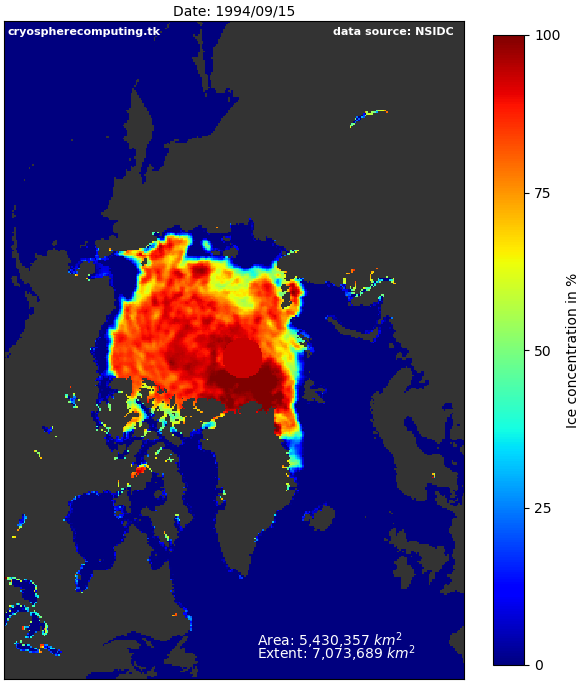 Date: 1994/09/15
cryospherecomputing.tk
data source: NSIDC
100
75
50
25
0
Ice concentration in %
Area: 5,430,357 km²
Extent: 7,073,689 km²